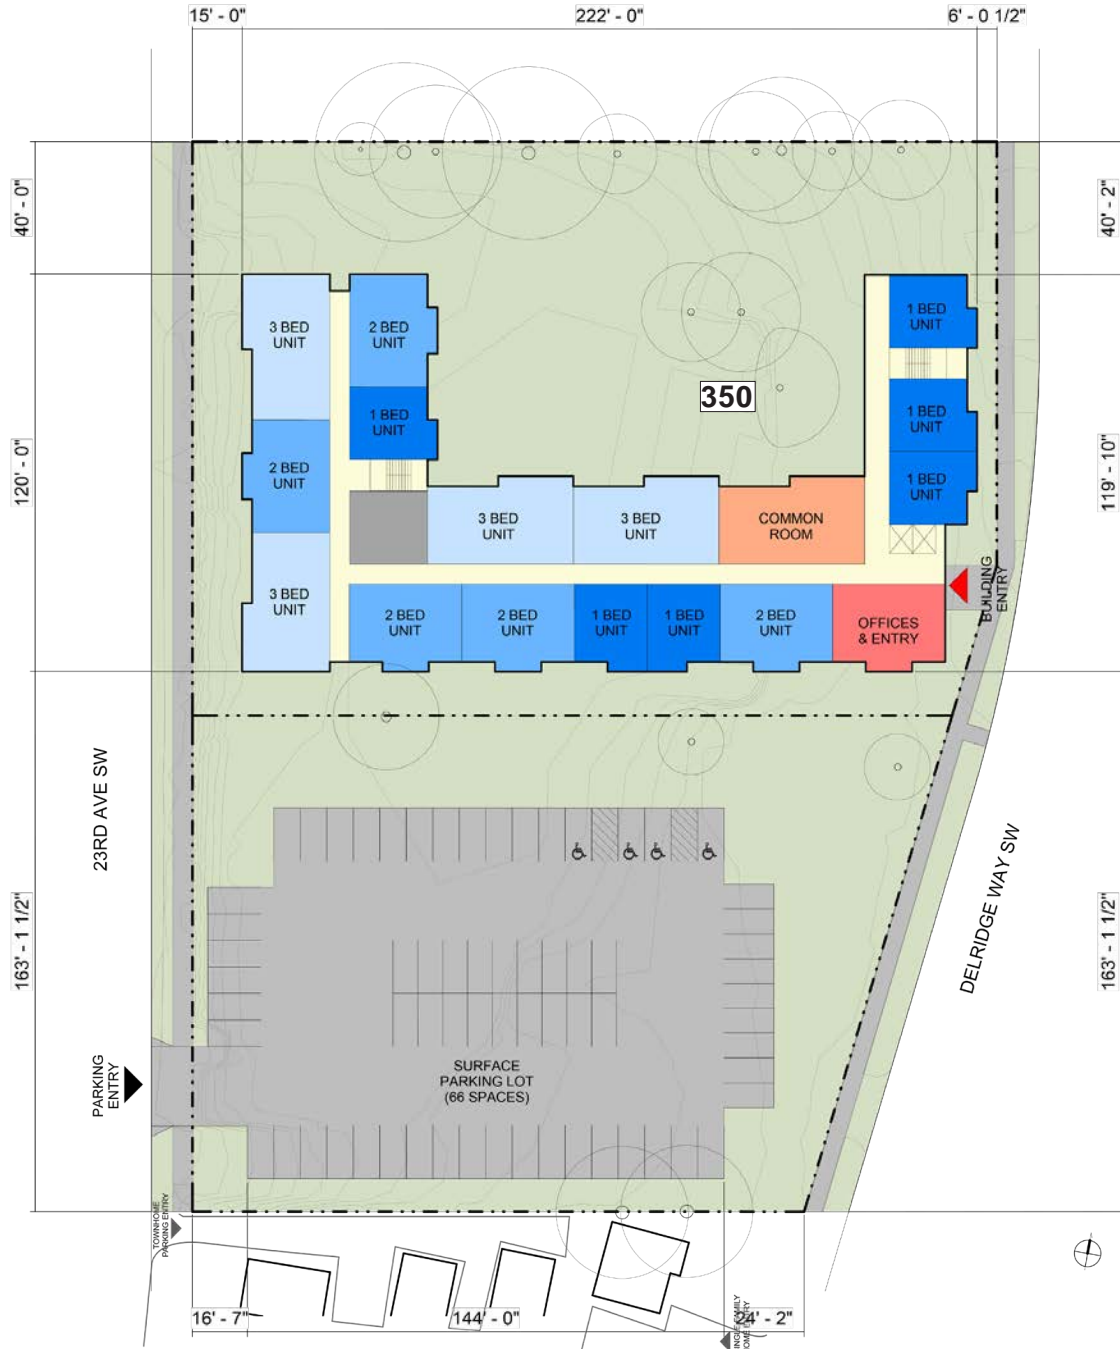 15' - 0"
222' - 0"
6' - 0 1/2"
40' - 0"
40' - 2"
3 BED
UNIT
2 BED
UNIT
1 BED
UNIT
350
1 BED
UNIT
1 BED
UNIT
2 BED
UNIT
1 BED
UNIT
120' - 0"
119' - 10"
3 BED
UNIT
3 BED
UNIT
COMMON
ROOM
3 BED
UNIT
2 BED
UNIT
2 BED
UNIT
1 BED
UNIT
1 BED
UNIT
2 BED
UNIT
OFFICES
& ENTRY
BUILDING
ENTRY
23RD AVE SW
DELRIDGE WAY SW
163' - 1 1/2"
163' - 1 1/2"
PARKING
ENTRY
SURFACE
PARKING LOT
(66 SPACES)
TOWNHOME
PARKING ENTRY
16' - 7"
144' - 0"
24' - 2"